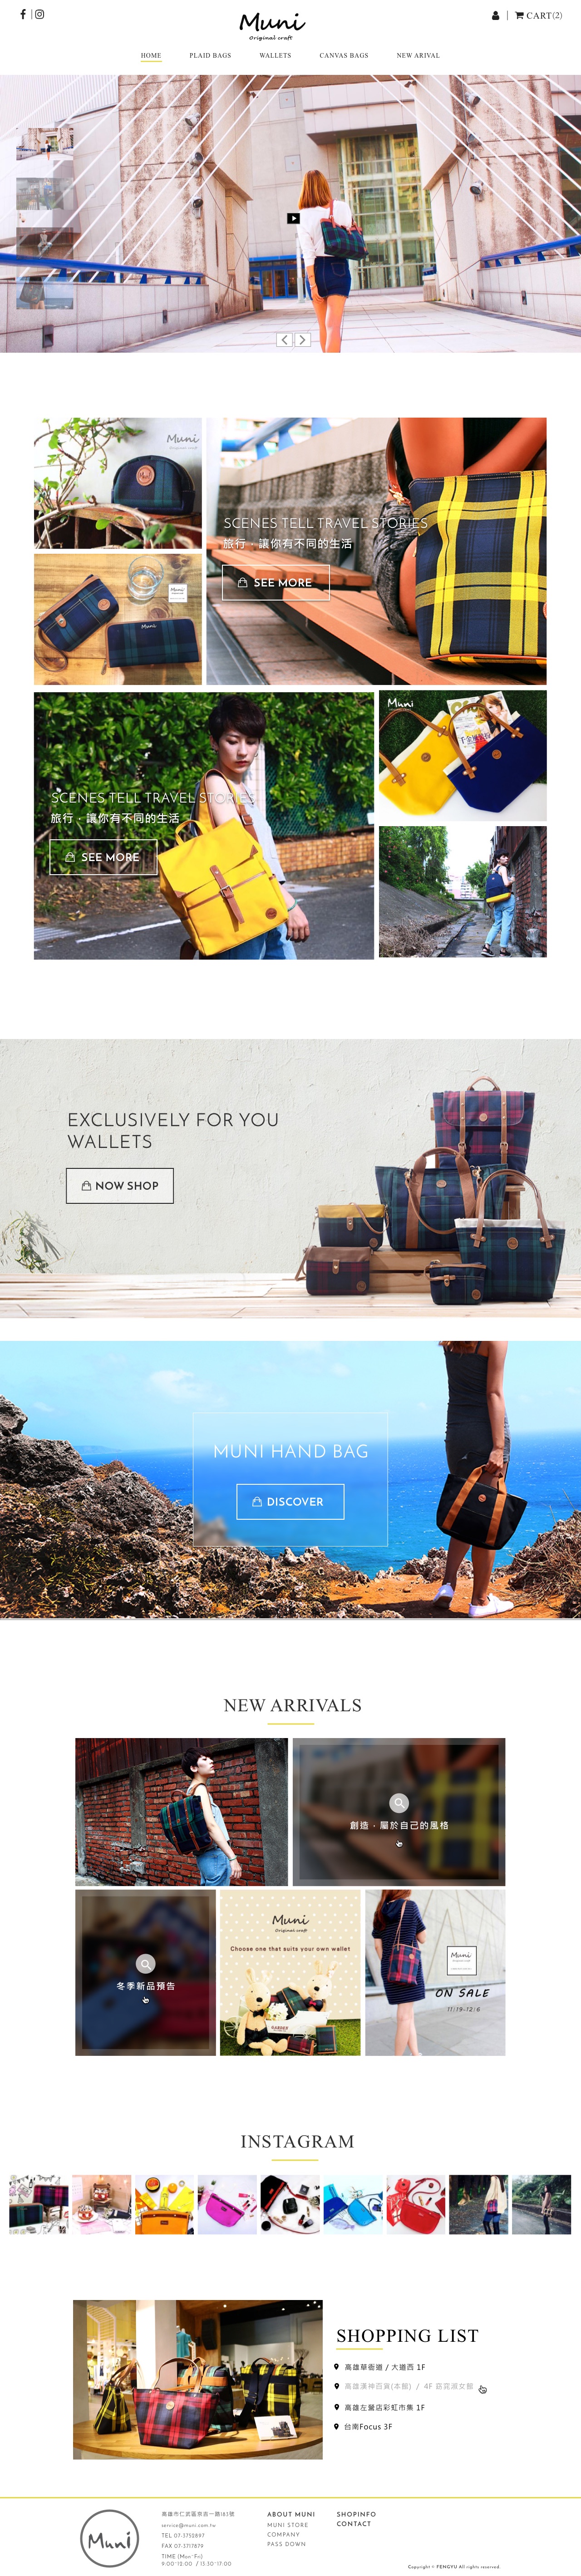 Muni
Original craft
CART(2)
HOME
PLAID BAGS
WALLETS
CANVAS BAGS
NEW ARIVAL
Muni
Original craft
SCENES TELL TRAVEL STORIES
旅行，讓你有不同的生活
SEE MORE
Muni
Muni
SCENES TELL TRAVEL STORIES
旅行，讓你有不同的生活
SEE MORE
Muni
EXCLUSIVELY FOR YOU
WALLETS
NOW SHOP
MUNI HAND BAG
DISCOVER
NEW ARRIVALS
創造，屬於自己的風格
冬季新品預告
Muni
Original craft
Choose one that suits your own wallet
Muni
ON SALE
11/19-12/6
INSTAGRAM
SHOPPING LIST
高雄草衙道 / 大道西 1F
高雄漢神百貨(本館) / 4F 窈窕淑女館
高雄左營店彩虹市集 1F
台南Focus 3F
Muni
高雄市仁武區京吉一路183號
service@muni.com.tw
TEL 07-3752897
FAX 07-3717879
TIME (Mon~Fri)
9:00~12:00 / 13:30~17:00
ABOUT MUNI
MUNI STORE
COMPANY
PASS DOWN
SHOPINFO
CONTACT
Copyright © FENGYU All rights reserved.